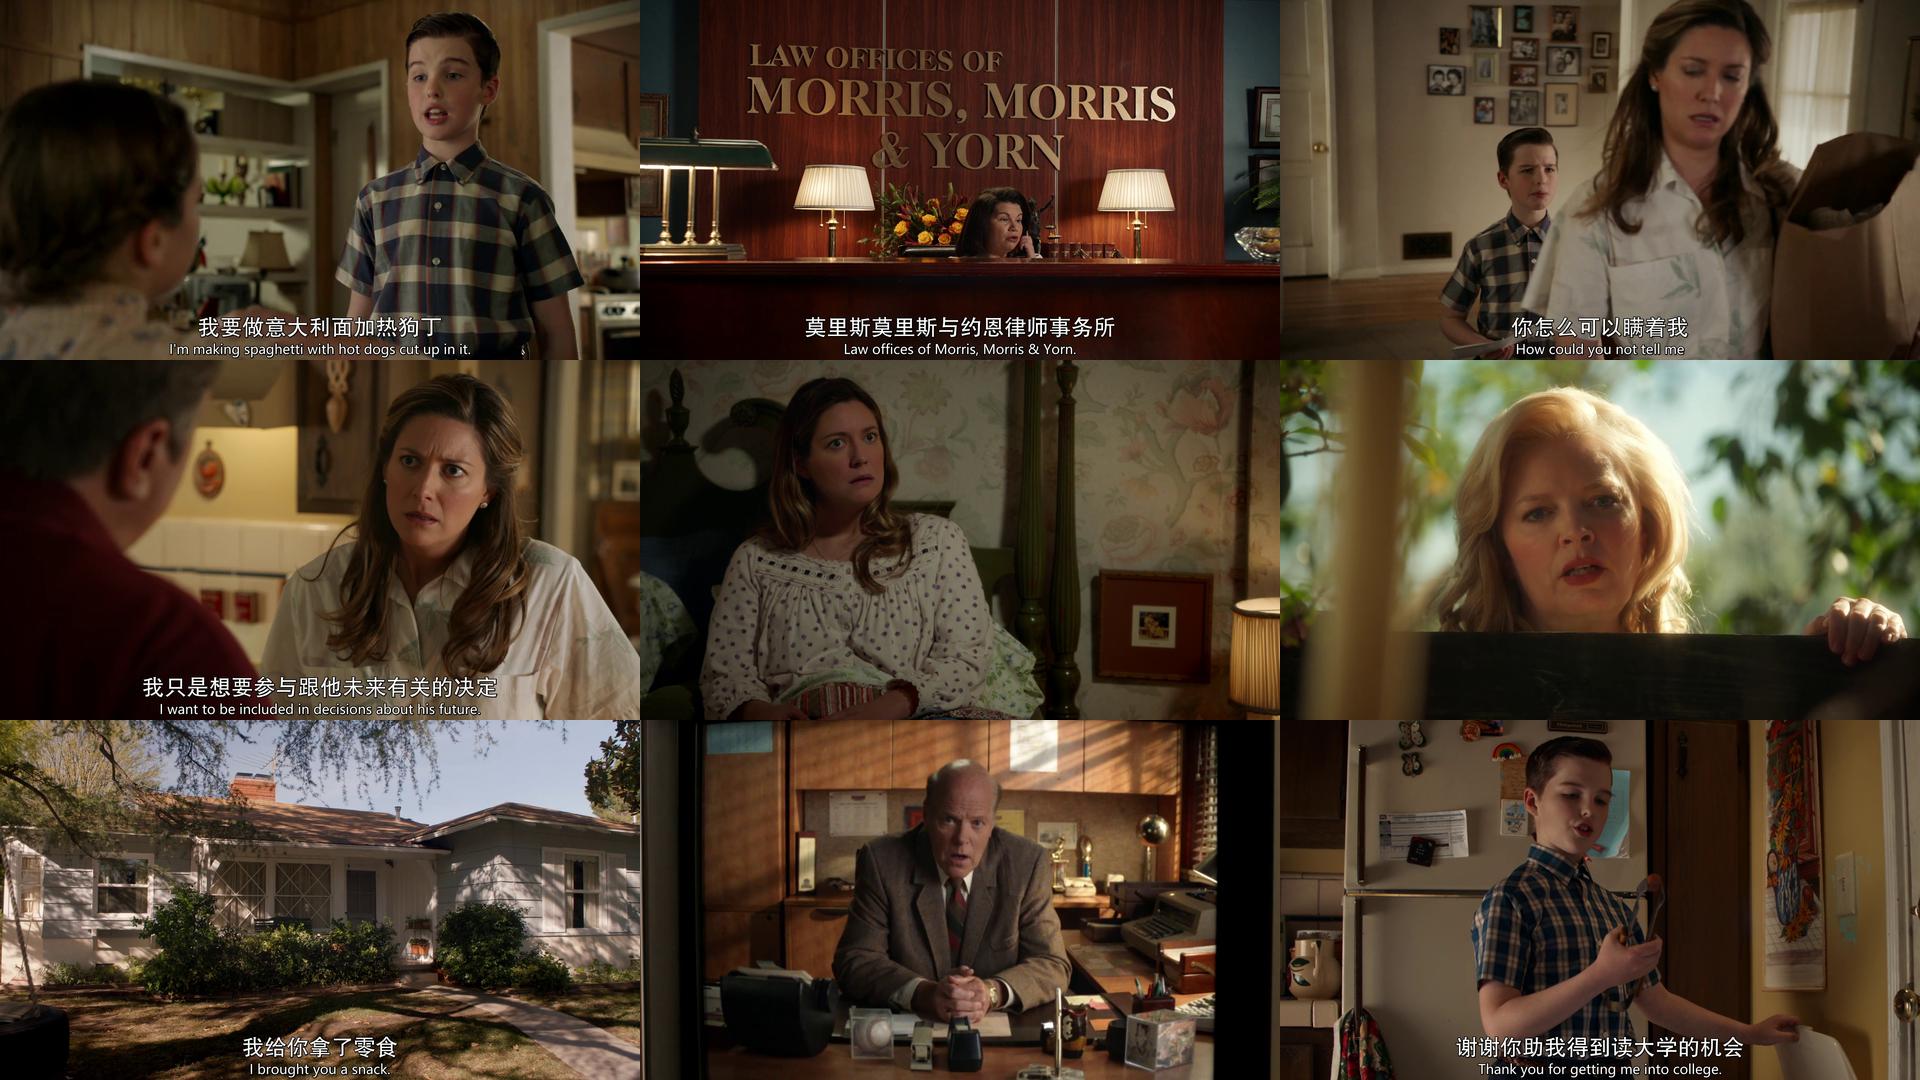 我要做意大利面加热狗丁
I'm making spaghetti with hot dogs cut up in it.
LAW OFFICES OF
MORRIS, MORRIS
& YORN
莫里斯莫里斯与约恩律师事务所
Law offices of Morris, Morris & Yorn.
你怎么可以瞒着我
How could you not tell me
我只是想要参与跟他未来有关的决定
I want to be included in decisions about his future.
我给你拿了零食
I brought you a snack.
谢谢你助我得到读大学的机会
Thank you for getting me into college.